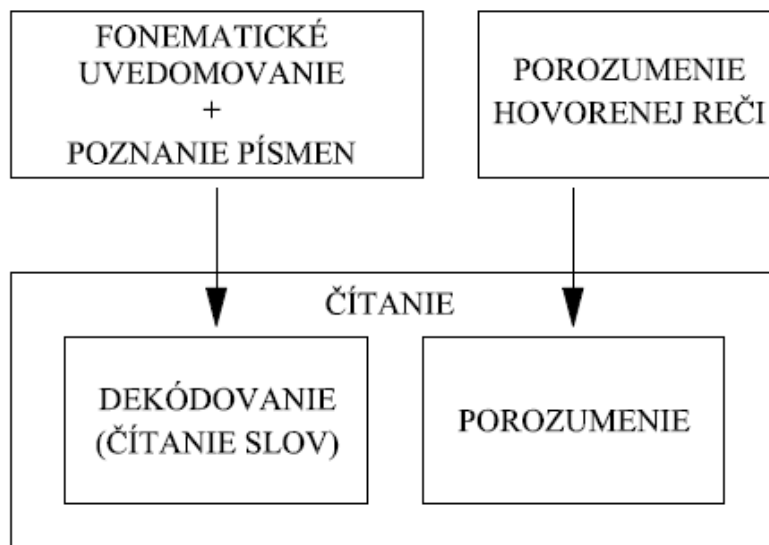 FONEMATICKÉ
UVEDOMOVANIE
+
POZNANIE PÍSMEN
POROZUMENIE
HOVORENEJ REČI
ČÍTANIE
DEKÓDOVANIE
(ČÍTANIE SLOV)
POROZUMENIE